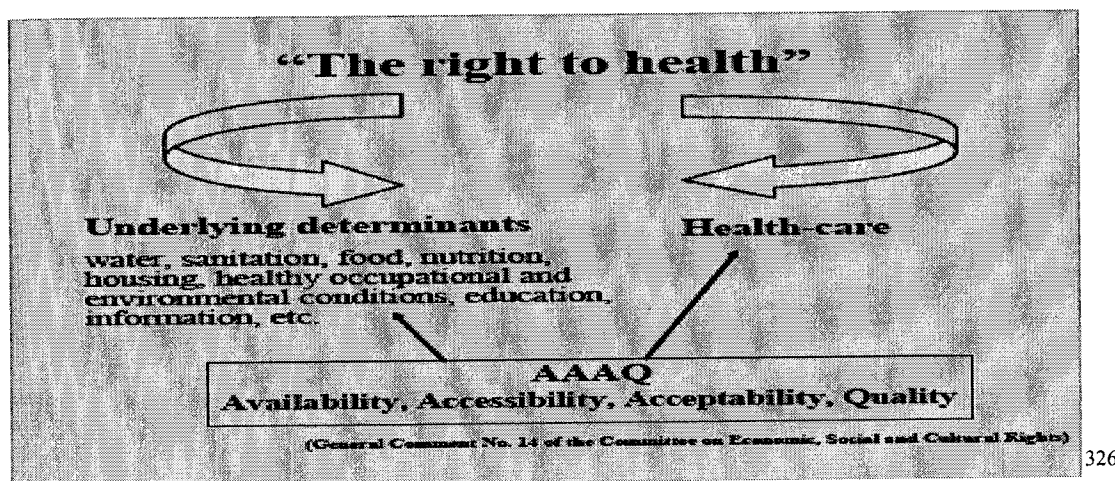 “The right to health”
Underlying determinants
water, sanitation, food, nutrition,
housing, healthy occupational and
environmental conditions, education,
information, etc.
Health-care
AAAQ
Availability, Accessibility, Acceptability, Quality
(General Comment No. 14 of the Committee on Economic, Social and Cultural Rights)
326